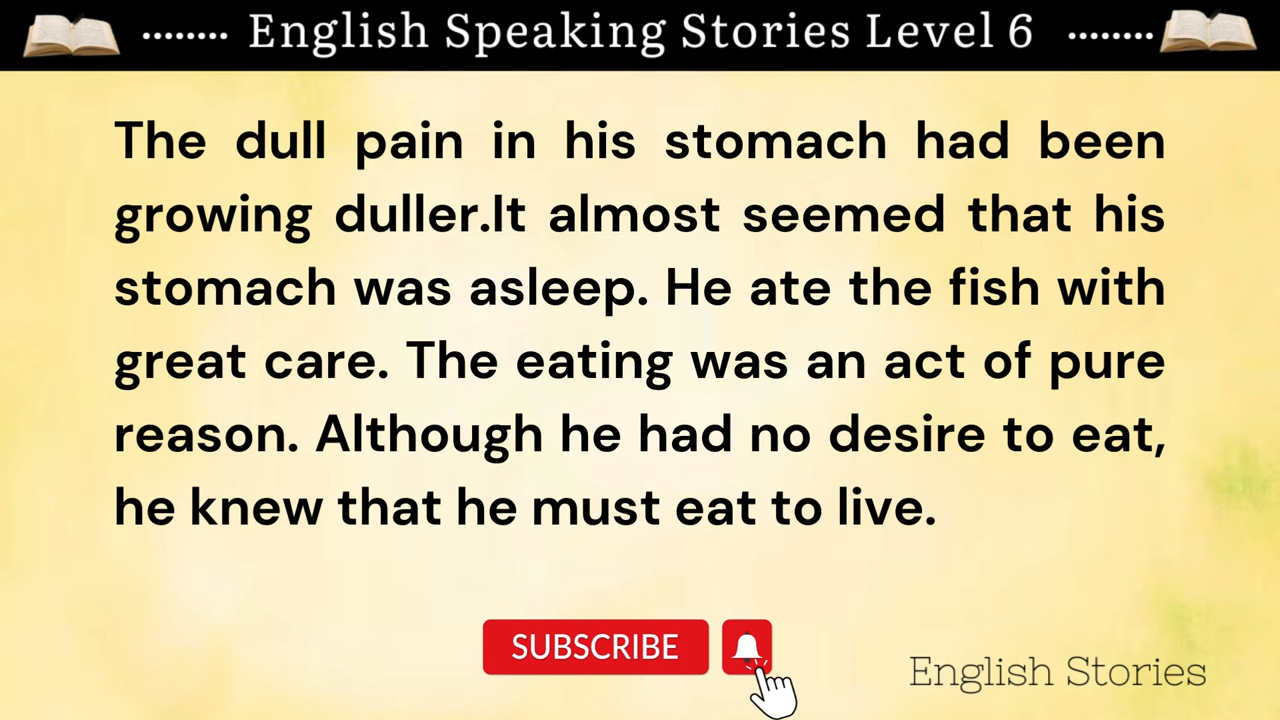 ........ English Speaking Stories Level 6 ........
The dull pain in his stomach had been
growing duller.It almost seemed that his
stomach was asleep. He ate the fish with
great care. The eating was an act of pure
reason. Although he had no desire to eat,
he knew that he must eat to live.
SUBSCRIBE
English Stories